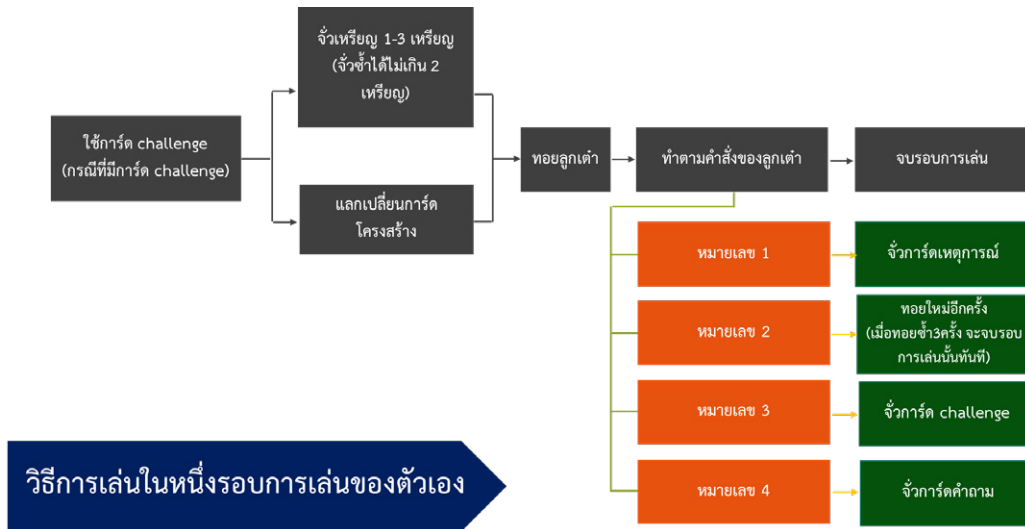 จั่วเหรียญ 1-3 เหรียญ
(จั่วซ้ำได้ไม่เกิน 2
เหรียญ)
ใช้การ์ด challenge
(กรณีที่มีการ์ด challenge)
แลกเปลี่ยนการ์ด
โครงสร้าง
ทอยลูกเต๋า
ทำตามคำสั่งของลูกเต๋า
จบรอบการเล่น
หมายเลข 1
จั่วการ์ดเหตุการณ์
หมายเลข 2
ทอยใหม่อีกครั้ง
(เมื่อทอยซ้ำ3ครั้ง จะจบรอบ
การเล่นนั้นทันที)
หมายเลข 3
จั่วการ์ด challenge
หมายเลข 4
จั่วการ์ดคำถาม
วิธีการเล่นในหนึ่งรอบการเล่นของตัวเอง